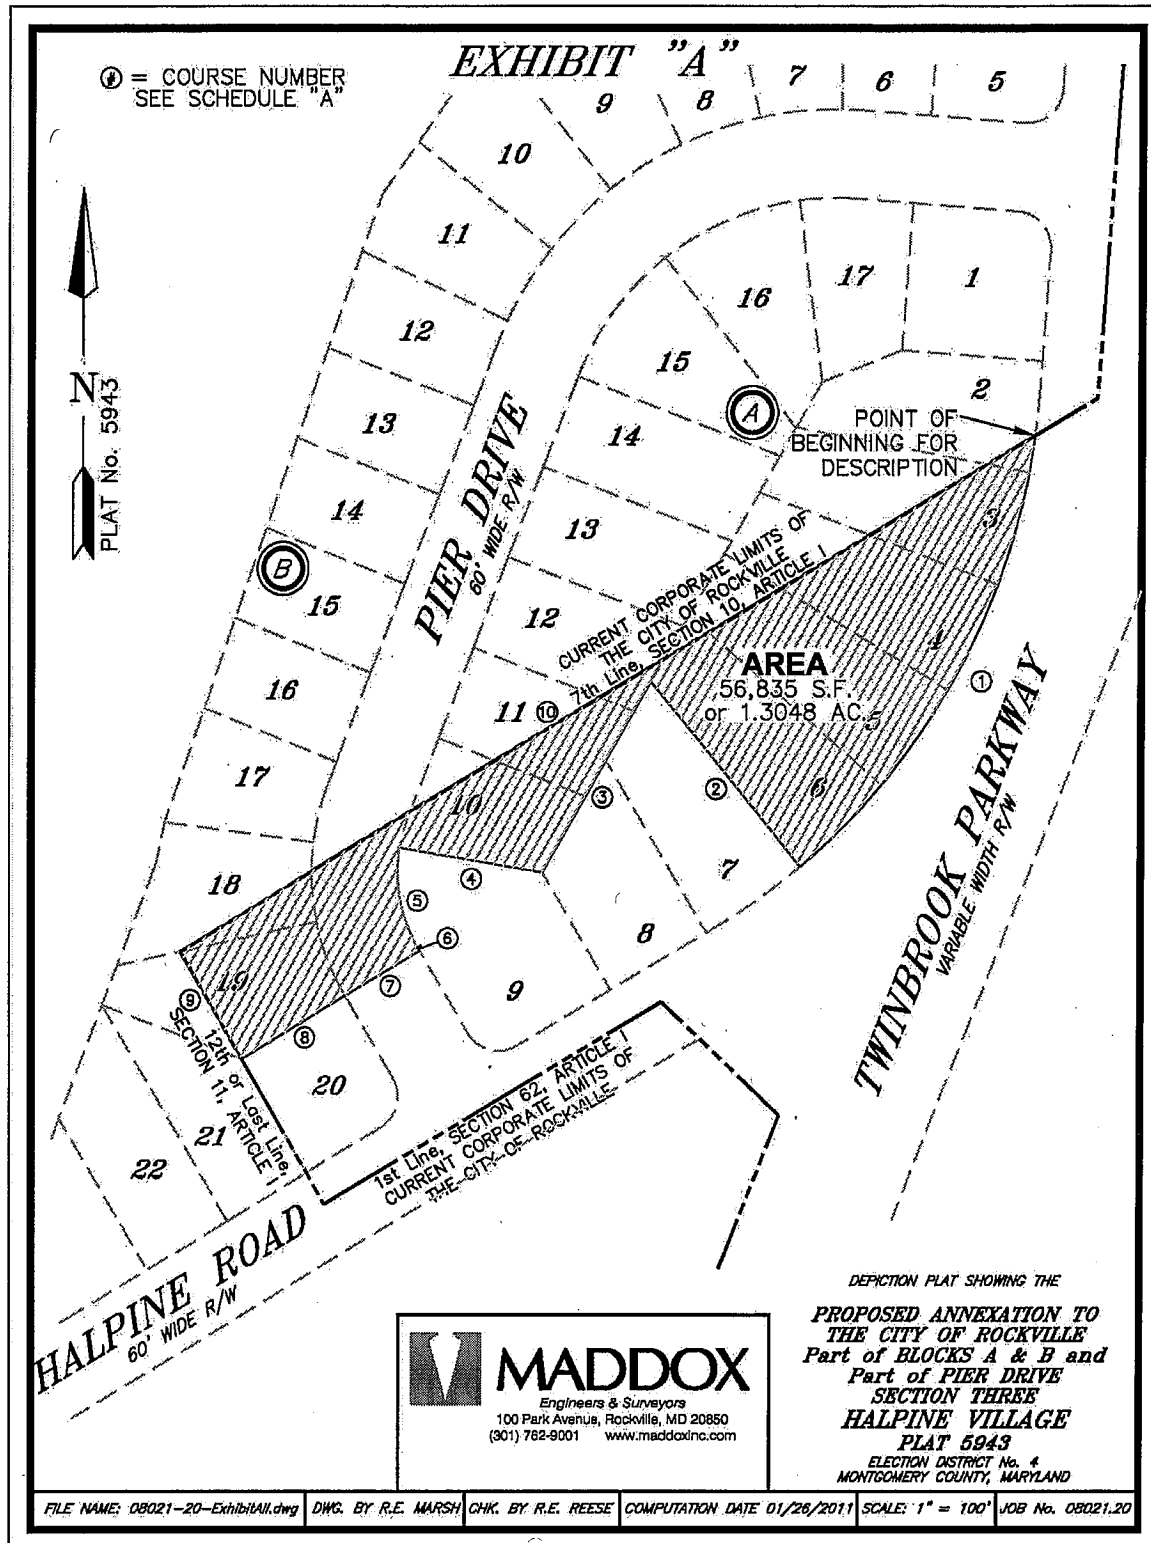 EXHIBIT "A"
# = COURSE NUMBER
SEE SCHEDULE "A"
7
6
5
8
9
10
11
12
13
14
15
16
17
18
19
20
21
22
B
N
PLAT No. 5943
PIER DRIVE
60' WIDE R/W
17
1
16
15
2
A
14
13
12
11
10
POINT OF
BEGINNING FOR
DESCRIPTION
3
4
5
6
7
8
9
CURRENT CORPORATE LIMITS OF
THE CITY OF ROCKVILLE
7th Line, SECTION 10, ARTICLE I
AREA
56,835 S.F.
or 1.3048 AC.
1
2
3
4
5
6
7
8
9
10
TWINBROOK PARKWAY
VARIABLE WIDTH R/W
12th or Last Line,
SECTION 11, ARTICLE I
1st Line, SECTION 62, ARTICLE I
CURRENT CORPORATE LIMITS OF
THE CITY OF ROCKVILLE
HALPINE ROAD
60' WIDE R/W
MADDOX
Engineers & Surveyors
100 Park Avenue, Rockville, MD 20850
(301) 762-9001 www.maddoxinc.com
DEPICTION PLAT SHOWING THE
PROPOSED ANNEXATION TO
THE CITY OF ROCKVILLE
Part of BLOCKS A & B and
Part of PIER DRIVE
SECTION THREE
HALPINE VILLAGE
PLAT 5943
ELECTION DISTRICT No. 4
MONTGOMERY COUNTY, MARYLAND
FILE NAME: 08021-20-ExhibitAll.dwg DWG. BY R.E. MARSH CHK. BY R.E. REESE COMPUTATION DATE 01/26/2011 SCALE: 1" = 100' JOB No. 08021.20